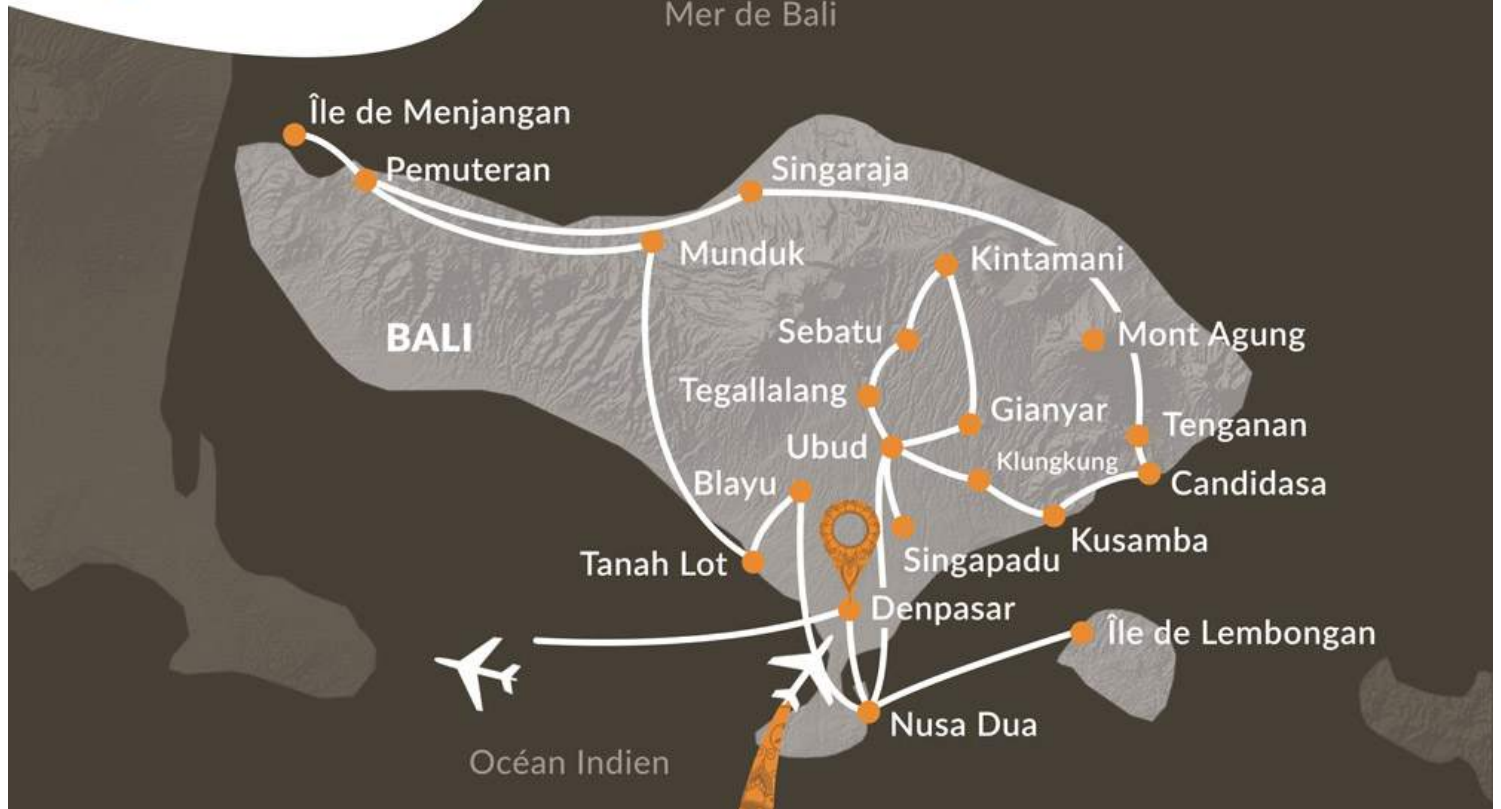 Mer de Bali
Île de Menjangan
Pemuteran
Singaraja
Munduk
Kintamani
BALI
Sebatu
Mont Agung
Tegallalang
Gianyar
Tenganan
Ubud
Klungkung
Blayu
Candidasa
Kusamba
Tanah Lot
Singapadu
Denpasar
Île de Lembongan
Nusa Dua
Océan Indien